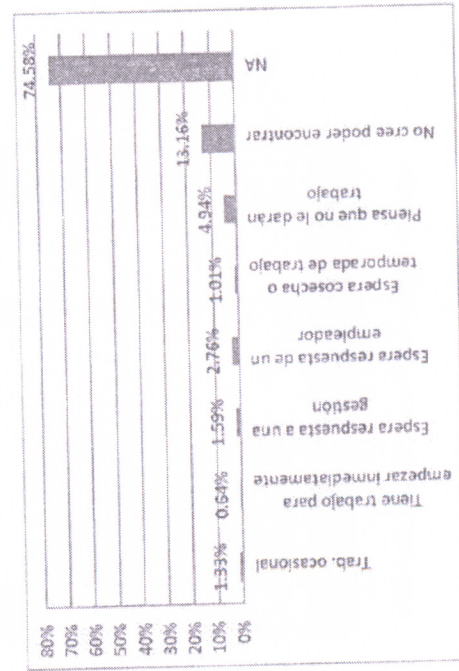 80%
70%
60%
50%
40%
30%
20%
10%
0%
1.33%
0.64%
1.59%
2.76%
1.01%
4.94%
13.16%
74.58%
Trab. ocasional
Tiene trabajo para
empezar inmediatamente
Espera respuesta a una
gestión
Espera respuesta de un
empleador
Espera cosecha o
temporada de trabajo
Piensa que no le darán
trabajo
No cree poder encontrar
NA